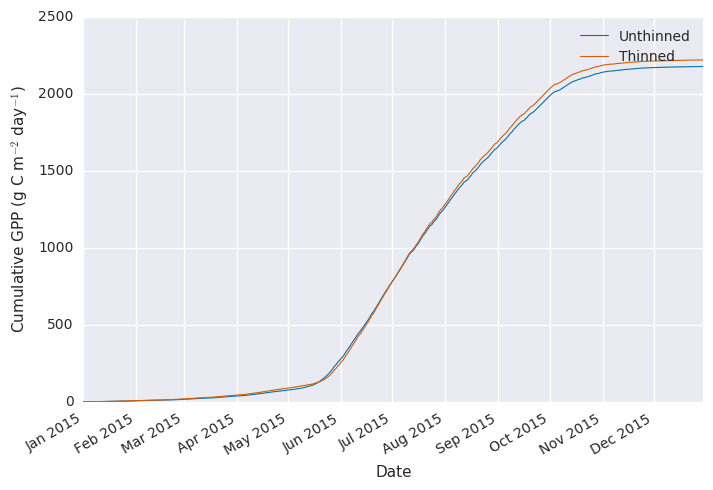 2500
Unthinned
Thinned
2000
1500
1000
500
0
Cumulative GPP (g C m⁻² day⁻¹)
Jan 2015
Feb 2015
Mar 2015
Apr 2015
May 2015
Jun 2015
Jul 2015
Aug 2015
Sep 2015
Oct 2015
Nov 2015
Dec 2015
Date